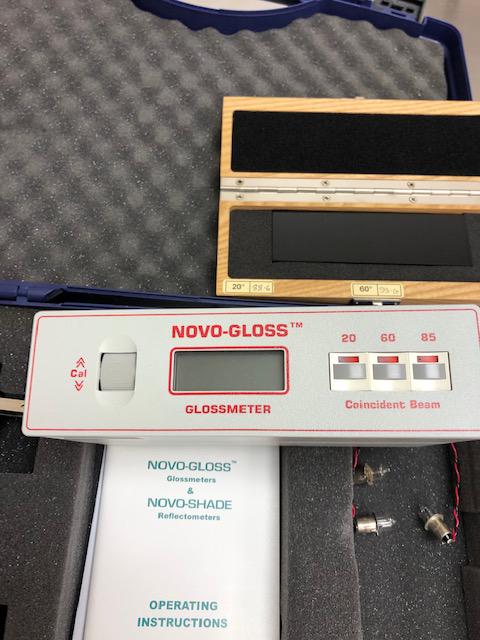 20° 88.6 60° 93.6
NOVO-GLOSS™
20 60 85
Cal
GLOSSMETER
Coincident Beam
NOVO-GLOSS™
Glossmeters
&
NOVO-SHADE
Reflectometers
OPERATING
INSTRUCTIONS